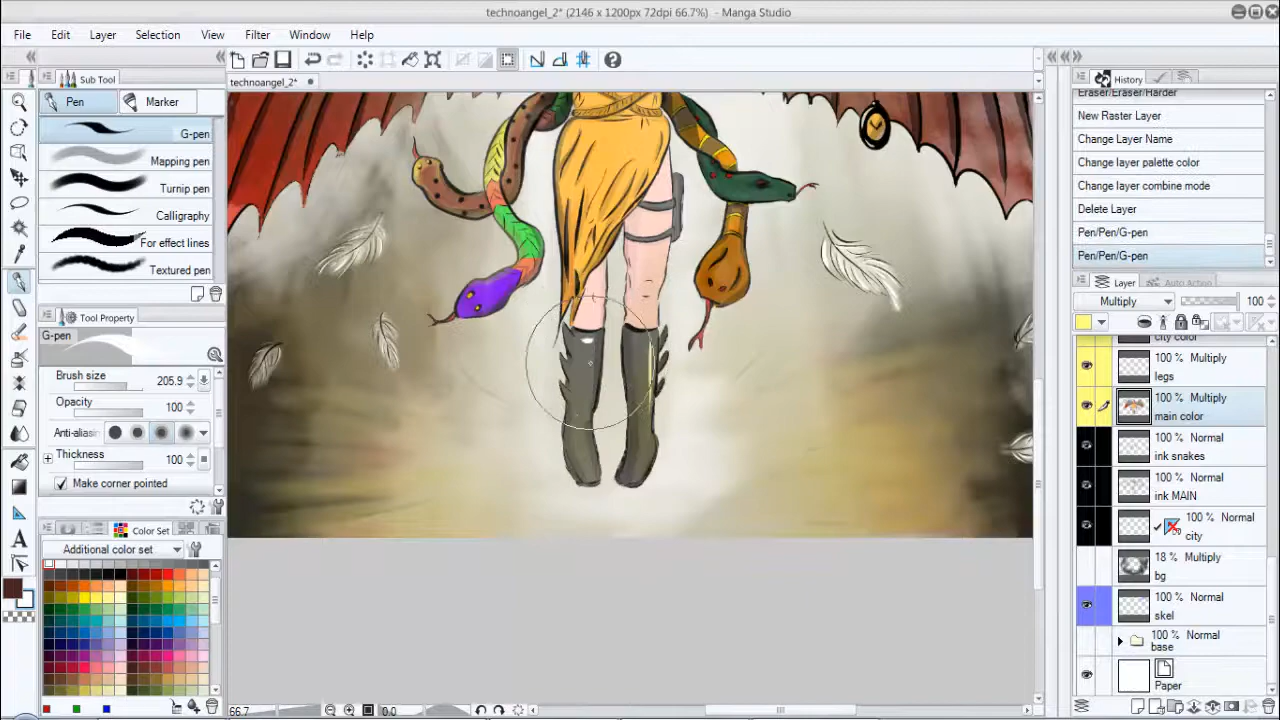 technoangel_2* (2146 x 1200px 72dpi 66.7%) - Manga Studio
File Edit Layer Selection View Filter Window Help
Sub Tool
Pen Marker
G-pen
Mapping pen
Turnip pen
Calligraphy
For effect lines
Textured pen
Tool Property
G-pen
Brush size 205.9
Opacity 100
Anti-aliasin
Thickness 100
Make corner pointed
Color Set
Additional color set
technoangel_2*
66.7
0.0
History
Eraser/Eraser/Harder
New Raster Layer
Change Layer Name
Change layer palette color
Change layer combine mode
Delete Layer
Pen/Pen/G-pen
Pen/Pen/G-pen
Layer Auto Action
Multiply 100
city color
100 % Multiply
legs
100 % Multiply
main color
100 % Normal
ink snakes
100 % Normal
ink MAIN
100 % Normal
city
18 % Multiply
bg
100 % Normal
skel
100 % Normal
base
Paper